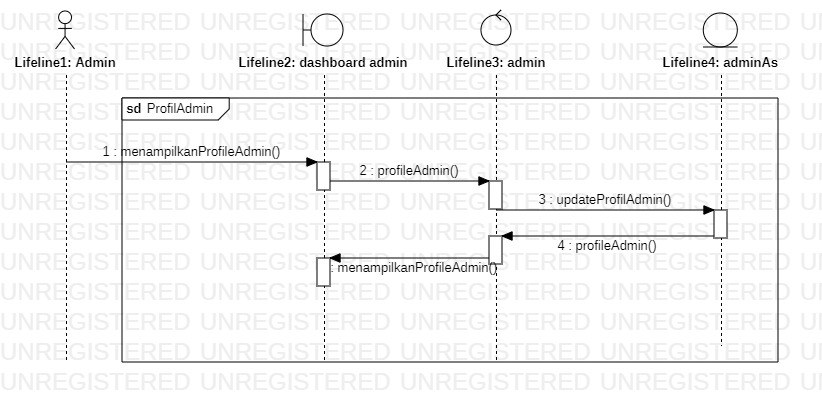 UNREGISTERED UNREGISTERED UNREGISTERED UNREGISTERED UN
Lifeline1: Admin
Lifeline2: dashboard admin
Lifeline3: admin
Lifeline4: adminAs
sd ProfilAdmin
1 : menampilkanProfileAdmin()
2 : profileAdmin()
3 : updateProfilAdmin()
4 : profileAdmin()
: menampilkanProfileAdmin()